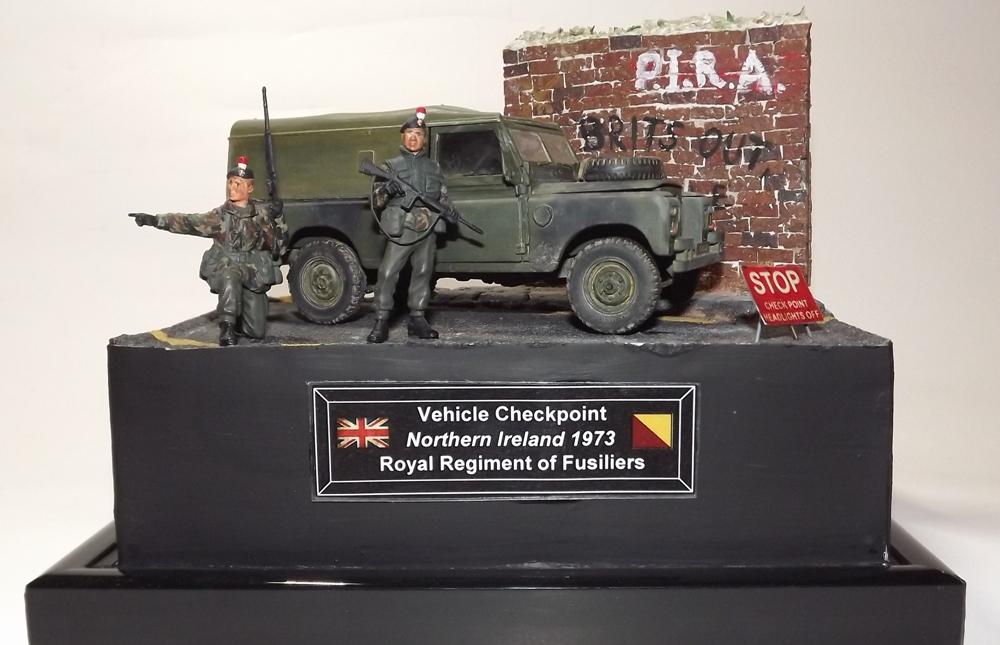 P.I.R.A.
BRITS OUT
STOP
CHECK POINT
HEADLIGHTS OFF
Vehicle Checkpoint
Northern Ireland 1973
Royal Regiment of Fusiliers